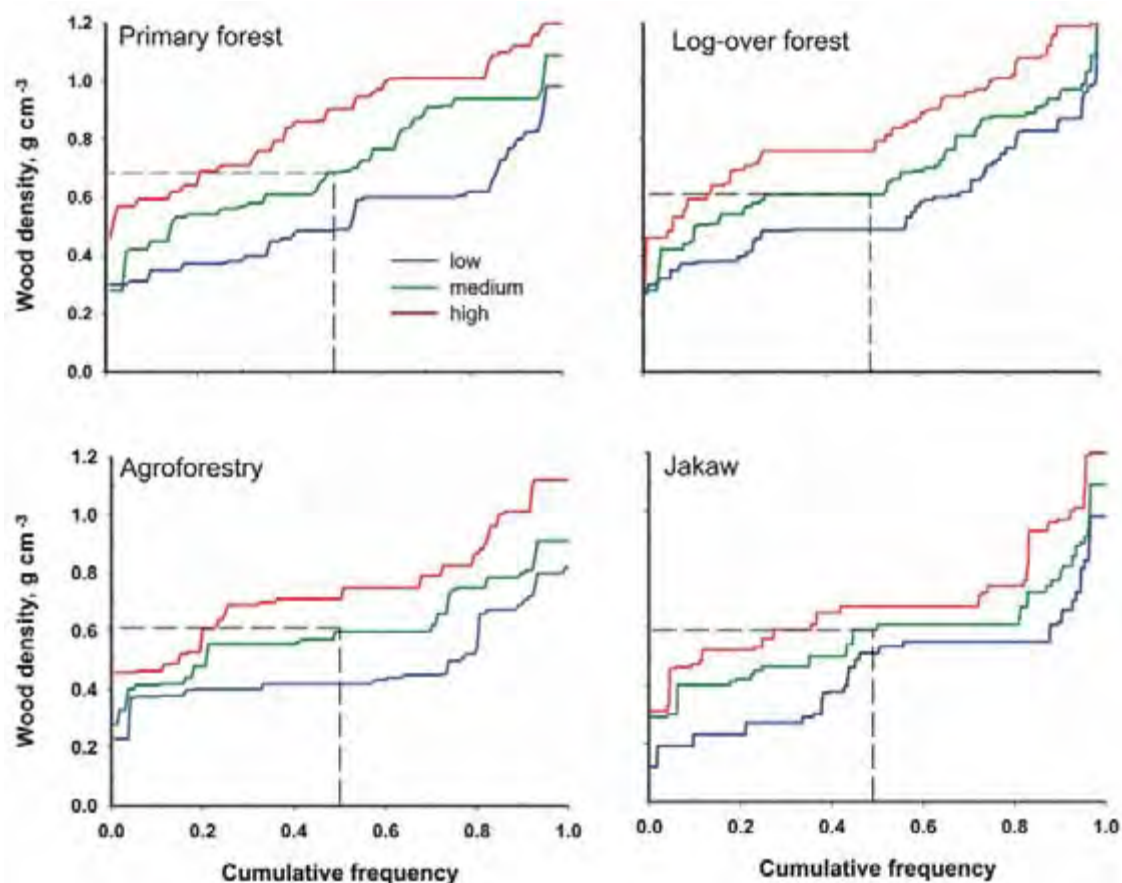 Primary forest
Log-over forest
Wood density, g cm-3
1.2
1.0
0.8
0.6
0.4
0.2
0.0
low
medium
high
Agroforestry
Jakaw
Wood density, g cm-3
1.2
1.0
0.8
0.6
0.4
0.2
0.0
0.0 0.2 0.4 0.6 0.8 1.0
0.0 0.2 0.4 0.6 0.8 1.0
Cumulative frequency
Cumulative frequency